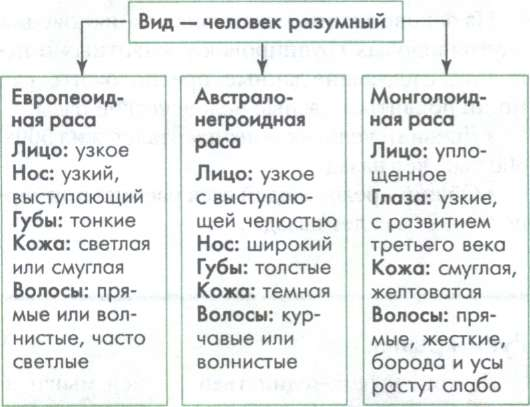 Вид — человек разумный
Европеоид-
ная раса
Лицо: узкое
Нос: узкий,
выступающий
Губы: тонкие
Кожа: светлая
или смуглая
Волосы: пря-
мые или вол-
нистые, часто
светлые
Австрало-
негроидная
раса
Лицо: узкое
с выступаю-
щей челюстью
Нос: широкий
Губы: толстые
Кожа: темная
Волосы: кур-
чавые или
волнистые
Монголоид-
ная раса
Лицо: упло-
щенное
Глаза: узкие,
с развитием
третьего века
Кожа: смуглая,
желтоватая
Волосы: пря-
мые, жесткие,
борода и усы
растут слабо